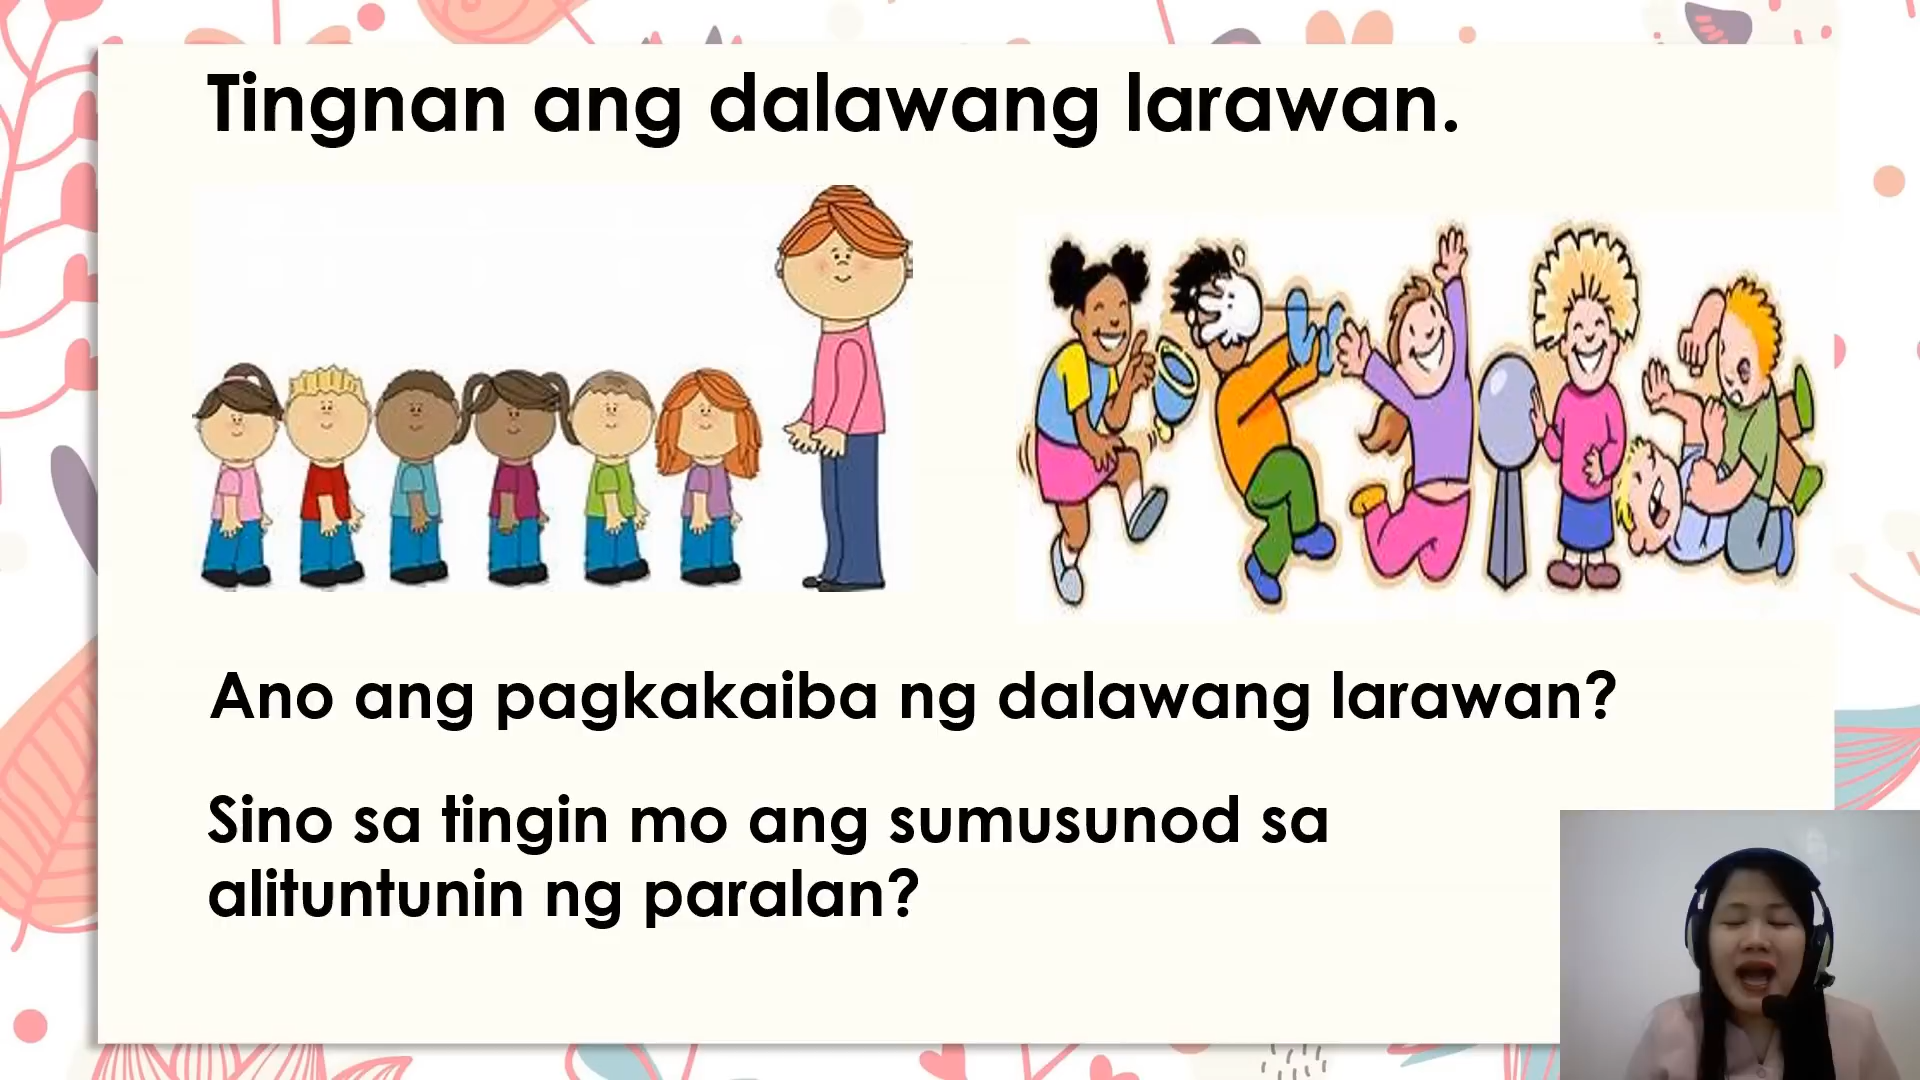 Tingnan ang dalawang larawan.
Ano ang pagkakaiba ng dalawang larawan?
Sino sa tingin mo ang sumusunod sa
alituntunin ng paralan?